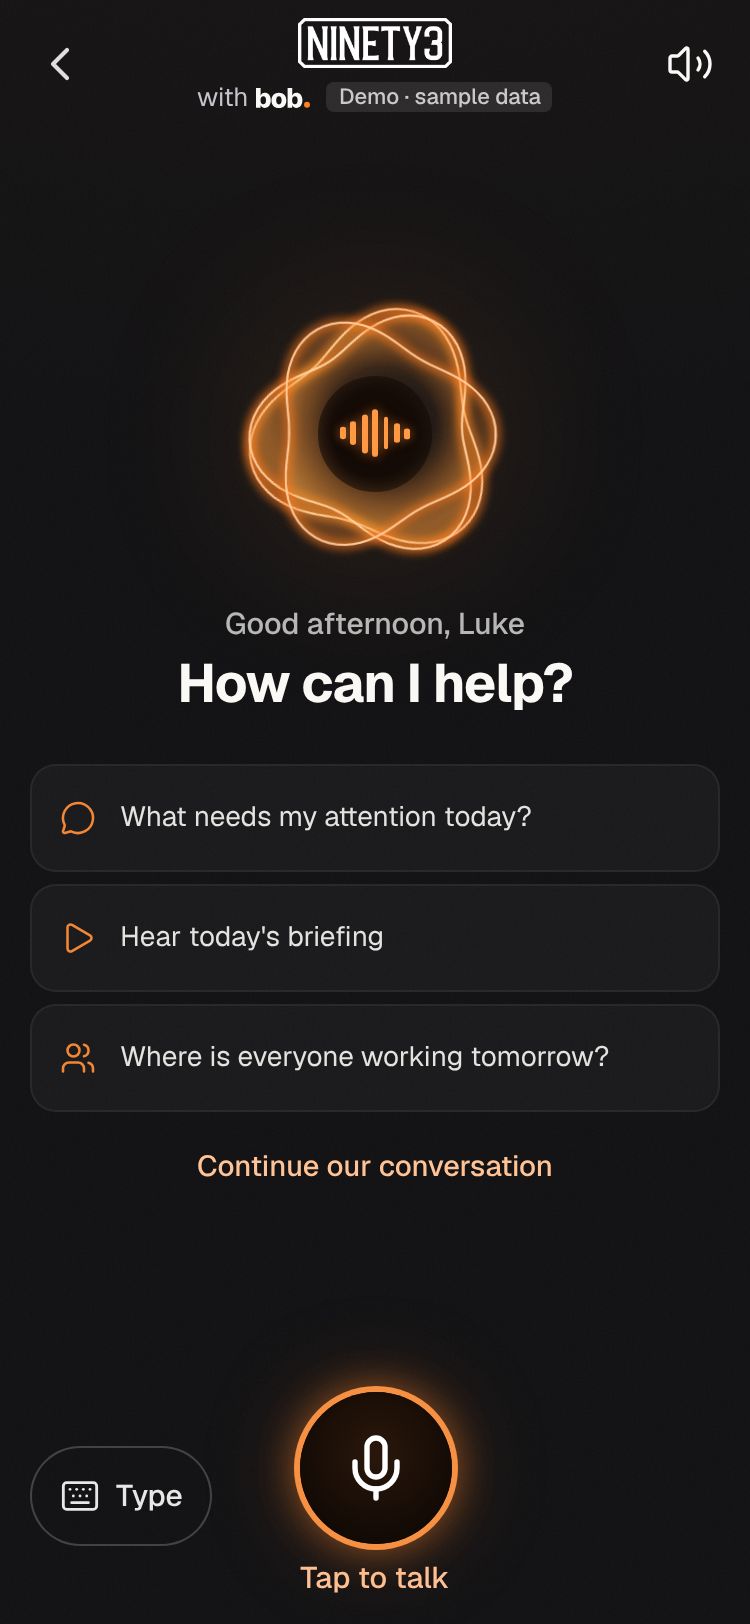 NINETY3
with bob. Demo · sample data
Good afternoon, Luke
How can I help?
What needs my attention today?
Hear today's briefing
Where is everyone working tomorrow?
Continue our conversation
Type
Tap to talk